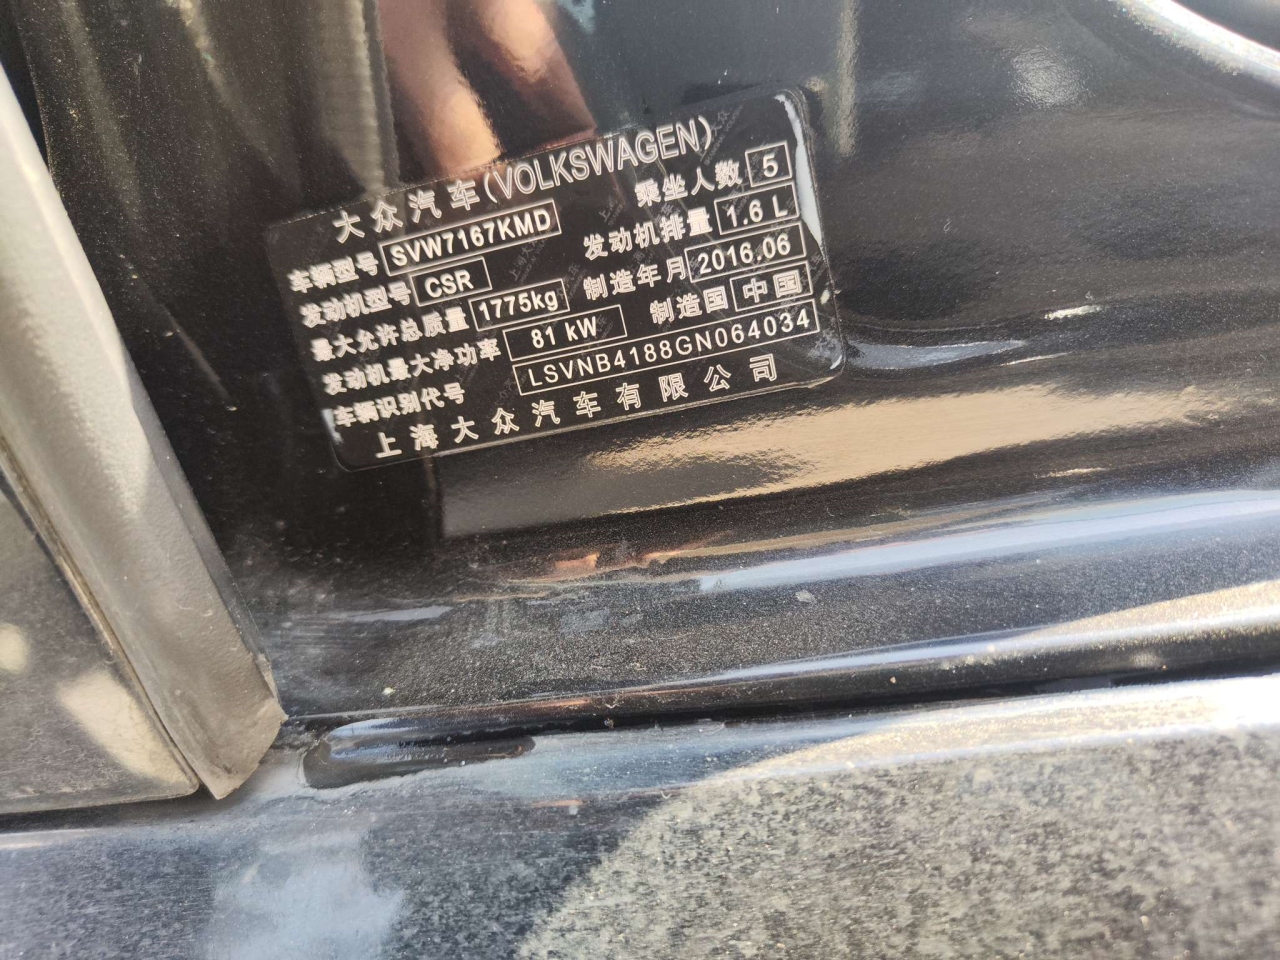 大众汽车(VOLKSWAGEN)
车辆型号 SVW7167KMD 乘坐人数 5
发动机型号 CSR 发动机排量 1.6 L
最大允许总质量 1775kg 制造年月 2016.06
发动机最大净功率 81 kW 制造国 中国
车辆识别代号 LSVNB4188GN064034
上海大众汽车有限公司